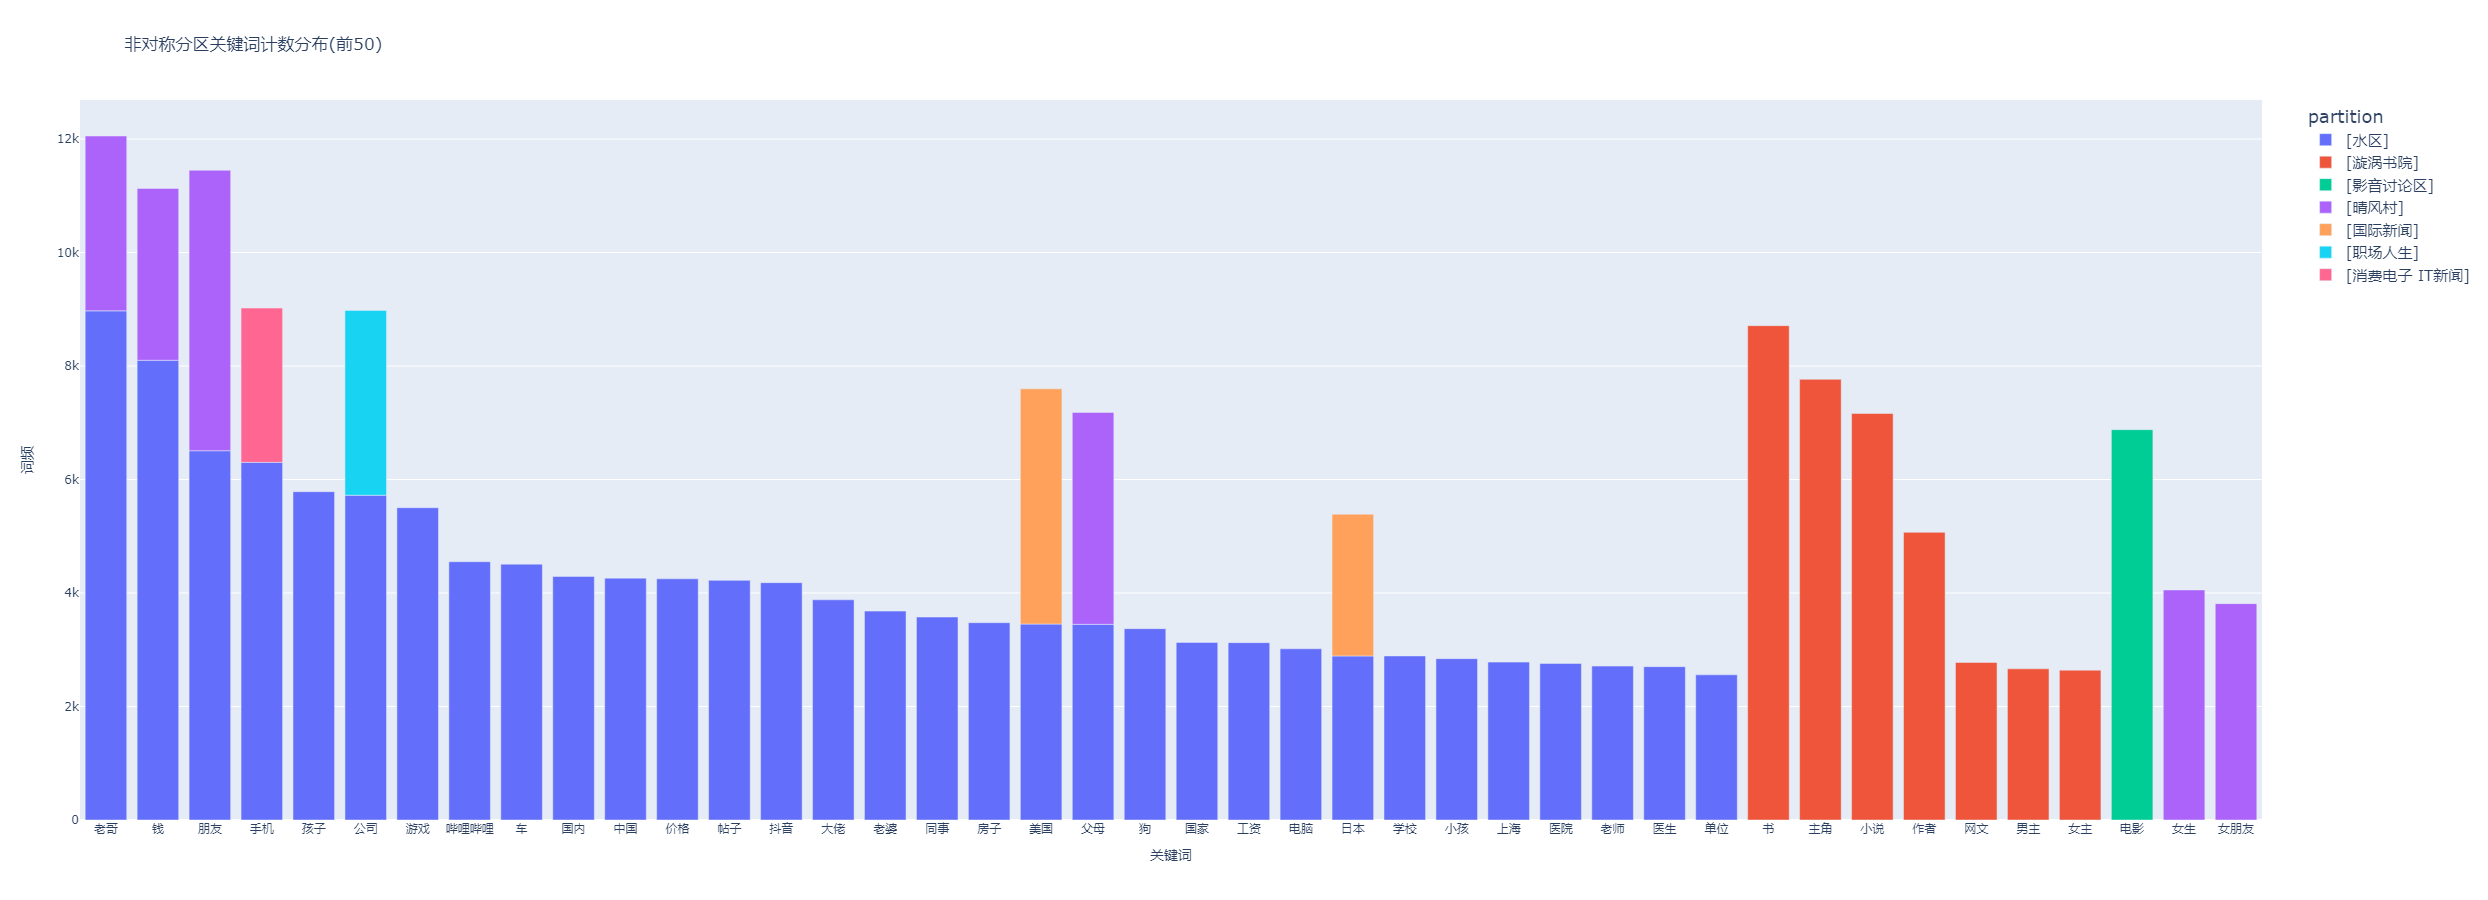 非对称分区关键词计数分布(前50)
partition
[水区]
[漩涡书院]
[影音讨论区]
[晴风村]
[国际新闻]
[职场人生]
[消费电子 IT新闻]
12k
10k
8k
6k
4k
2k
0
词频
老哥 钱 朋友 手机 孩子 公司 游戏 哔哩哔哩 车 国内 中国 价格 帖子 抖音 大佬 老婆 同事 房子 美国 父母 狗 国家 工资 电脑 日本 学校 小孩 上海 医院 老师 医生 单位 书 主角 小说 作者 网文 男主 女主 电影 女生 女朋友
关键词